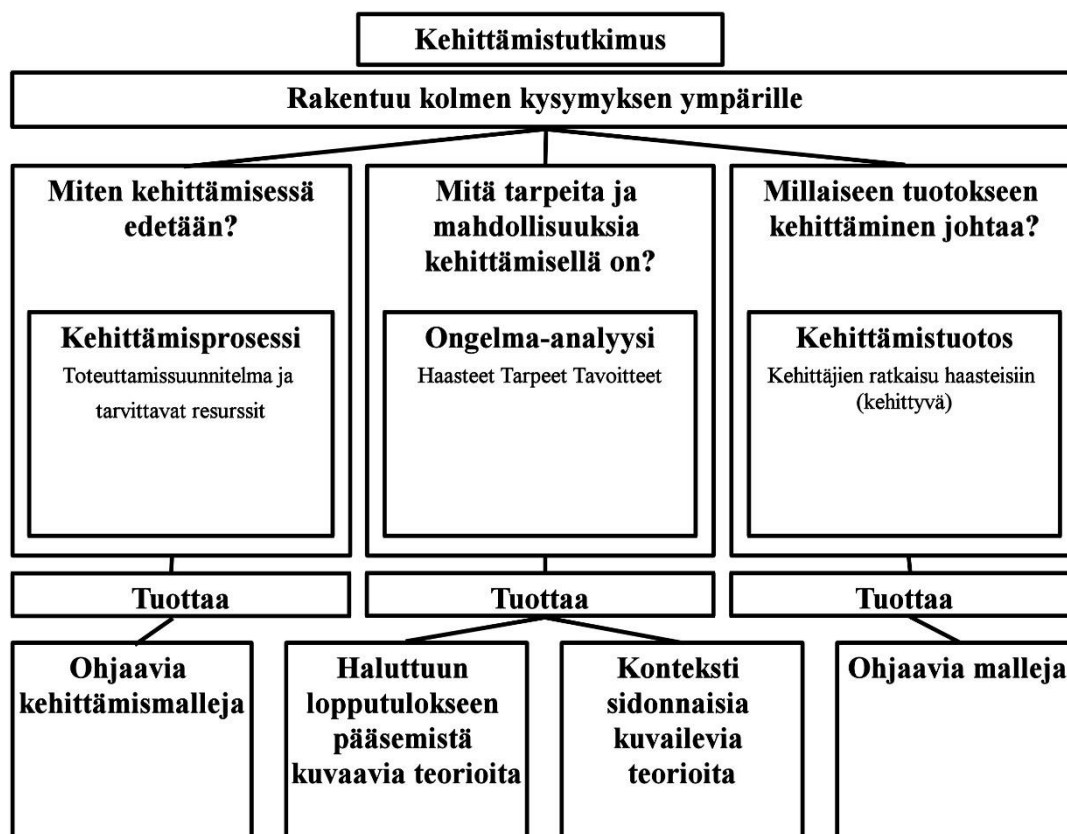 Kehittämistutkimus
Rakentuu kolmen kysymyksen ympärille
Miten kehittämisessä
edetään?
Kehittämisprosessi
Toteuttamissuunnitelma ja
tarvittavat resurssit
Mitä tarpeita ja
mahdollisuuksia
kehittämisellä on?
Ongelma-analyysi
Haasteet Tarpeet Tavoitteet
Millaiseen tuotokseen
kehittäminen johtaa?
Kehittämistuotos
Kehittäjien ratkaisu haasteisiin
(kehittyvä)
Tuottaa
Tuottaa
Tuottaa
Ohjaavia
kehittämismalleja
Haluttuun
lopputulokseen
pääsemistä
kuvaavia teorioita
Konteksti
sidonnaisia
kuvailevia
teorioita
Ohjaavia malleja